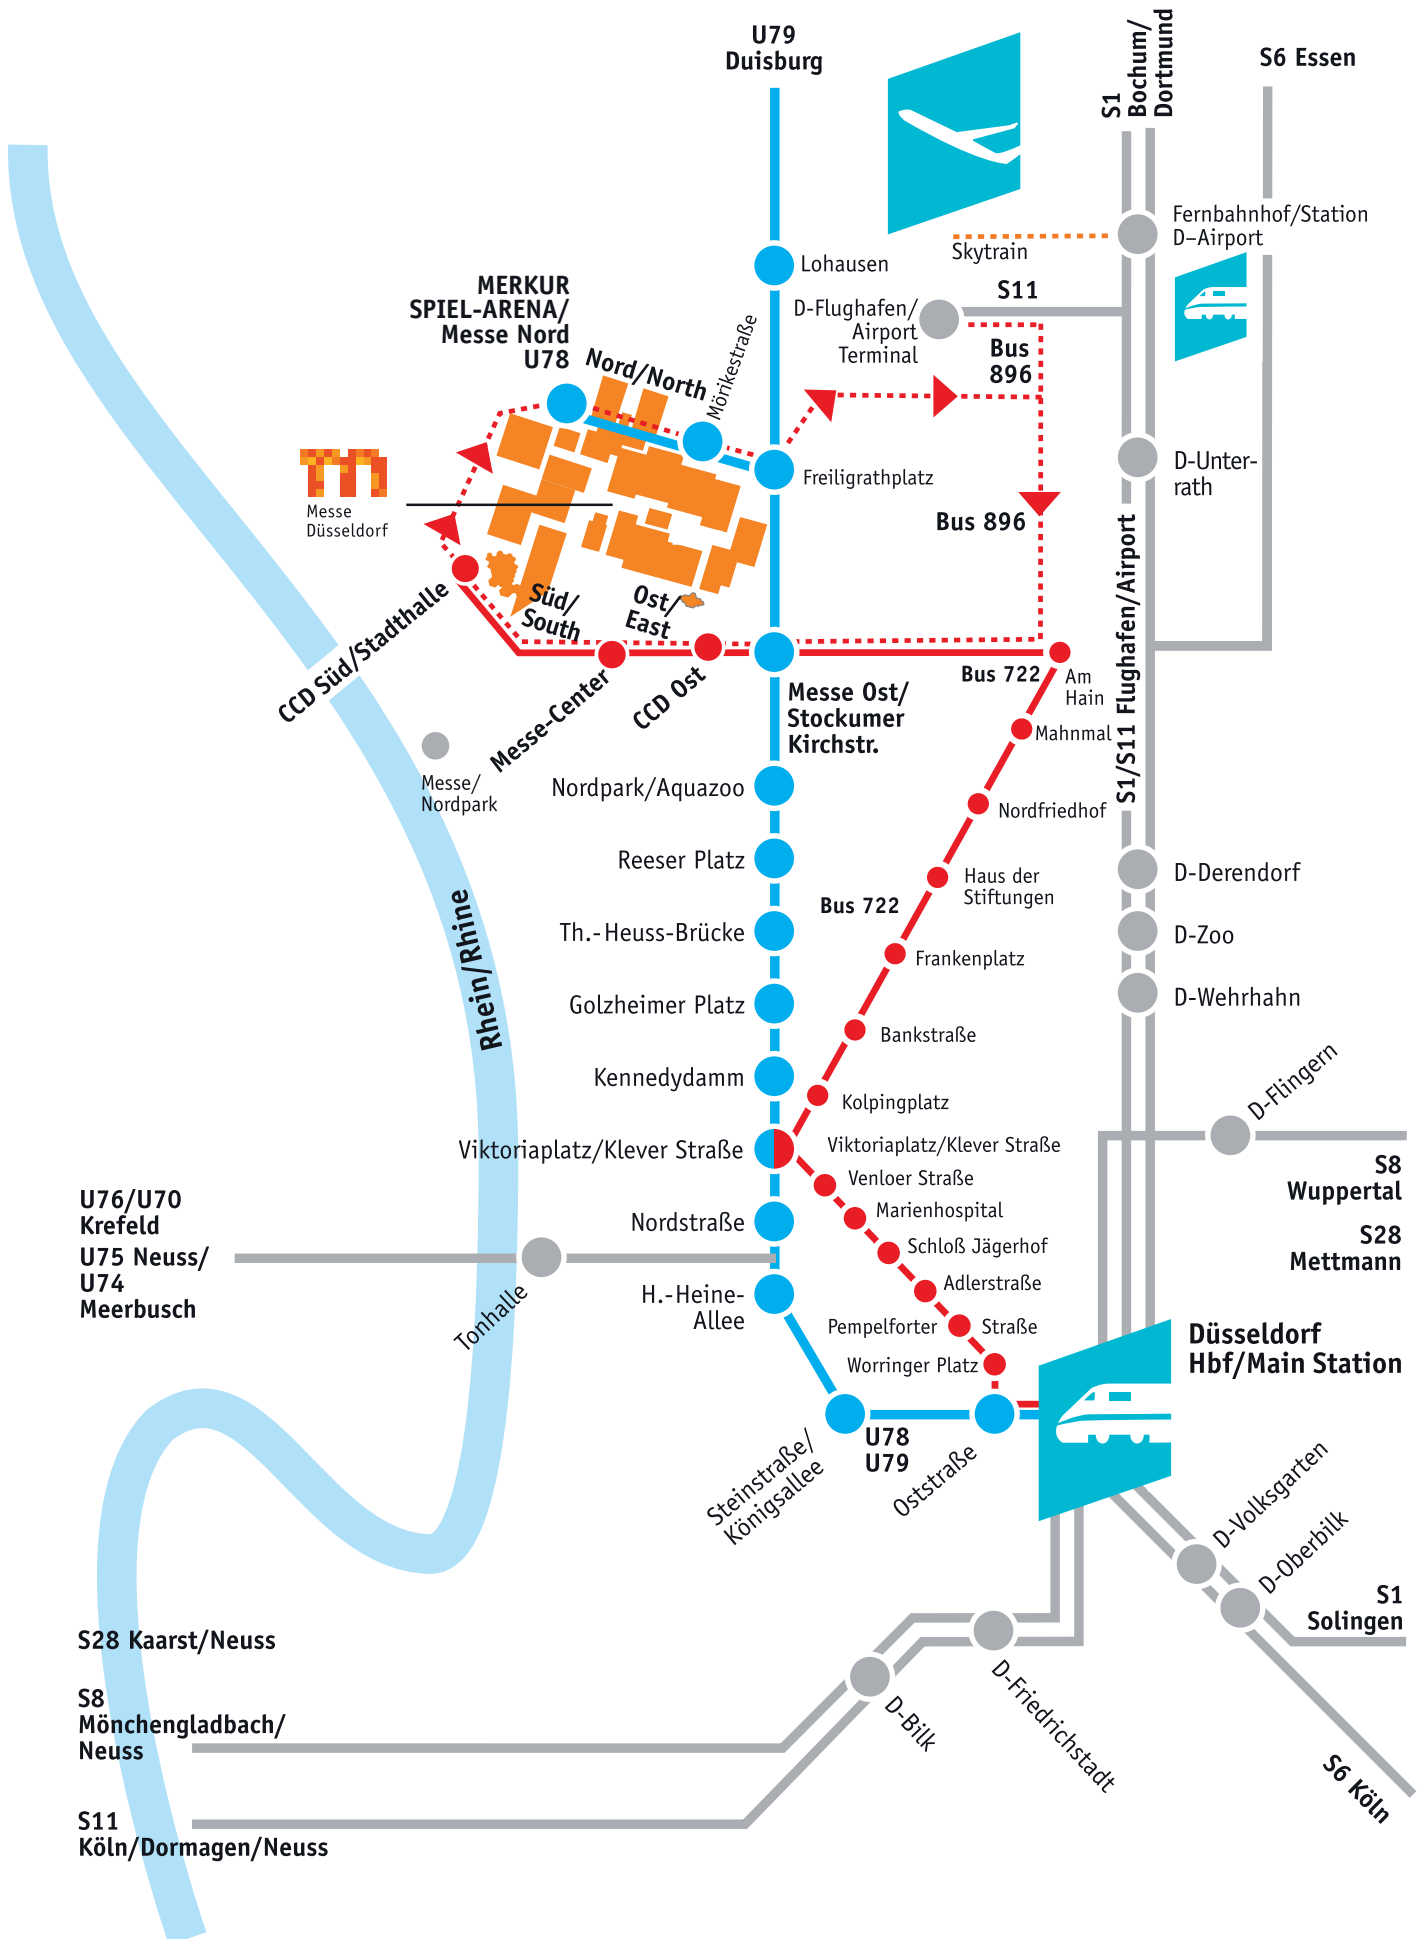 U79
Duisburg
S1
Bochum/
Dortmund
S6 Essen
Fernbahnhof/Station
D–Airport
Skytrain
Lohausen
S11
D-Flughafen/
Airport
Terminal
MERKUR
SPIEL-ARENA/
Messe Nord
U78
Nord/North
Mörikestraße
Bus
896
Freiligrathplatz
D-Unter-
rath
Messe
Düsseldorf
Bus 896
S1/S11 Flughafen/Airport
Süd/
South
Ost/
East
CCD Süd/Stadthalle
Messe-Center
CCD Ost
Messe Ost/
Stockumer
Kirchstr.
Bus 722
Am
Hain
Mahnmal
Messe/
Nordpark
Nordpark/Aquazoo
Nordfriedhof
Reeser Platz
Haus der
Stiftungen
D-Derendorf
Bus 722
Th.-Heuss-Brücke
D-Zoo
Frankenplatz
Rhein/Rhine
Golzheimer Platz
D-Wehrhahn
Bankstraße
Kennedydamm
Kolpingplatz
D-Flingern
Viktoriaplatz/Klever Straße
Viktoriaplatz/Klever Straße
S8
Wuppertal
Venloer Straße
U76/U70
Krefeld
Nordstraße
Marienhospital
S28
Mettmann
U75 Neuss/
U74
Meerbusch
Schloß Jägerhof
Tonhalle
H.-Heine-
Allee
Adlerstraße
Pempelforter Straße
Worringer Platz
Düsseldorf
Hbf/Main Station
U78
U79
Steinstraße/
Königsallee
Oststraße
D-Volksgarten
D-Oberbilk
S1
Solingen
S28 Kaarst/Neuss
D-Friedrichstadt
D-Bilk
S8
Mönchengladbach/
Neuss
S6 Köln
S11
Köln/Dormagen/Neuss